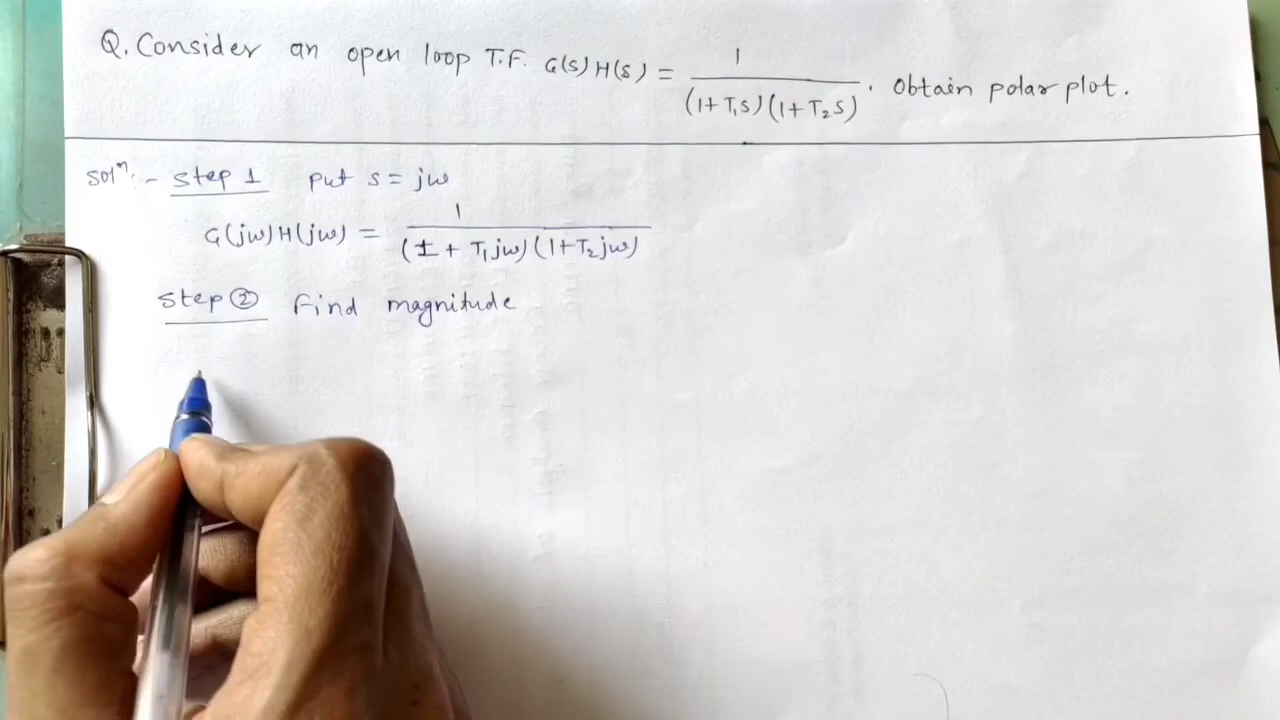 Q. Consider an open loop T.F. G(s)H(s) = 1 / (1+T₁s)(1+T₂s) . Obtain polar plot.
Solⁿ:- Step 1 put s = jω
G(jω)H(jω) = 1 / (1 + T₁jω)(1+T₂jω)
Step ② Find magnitude